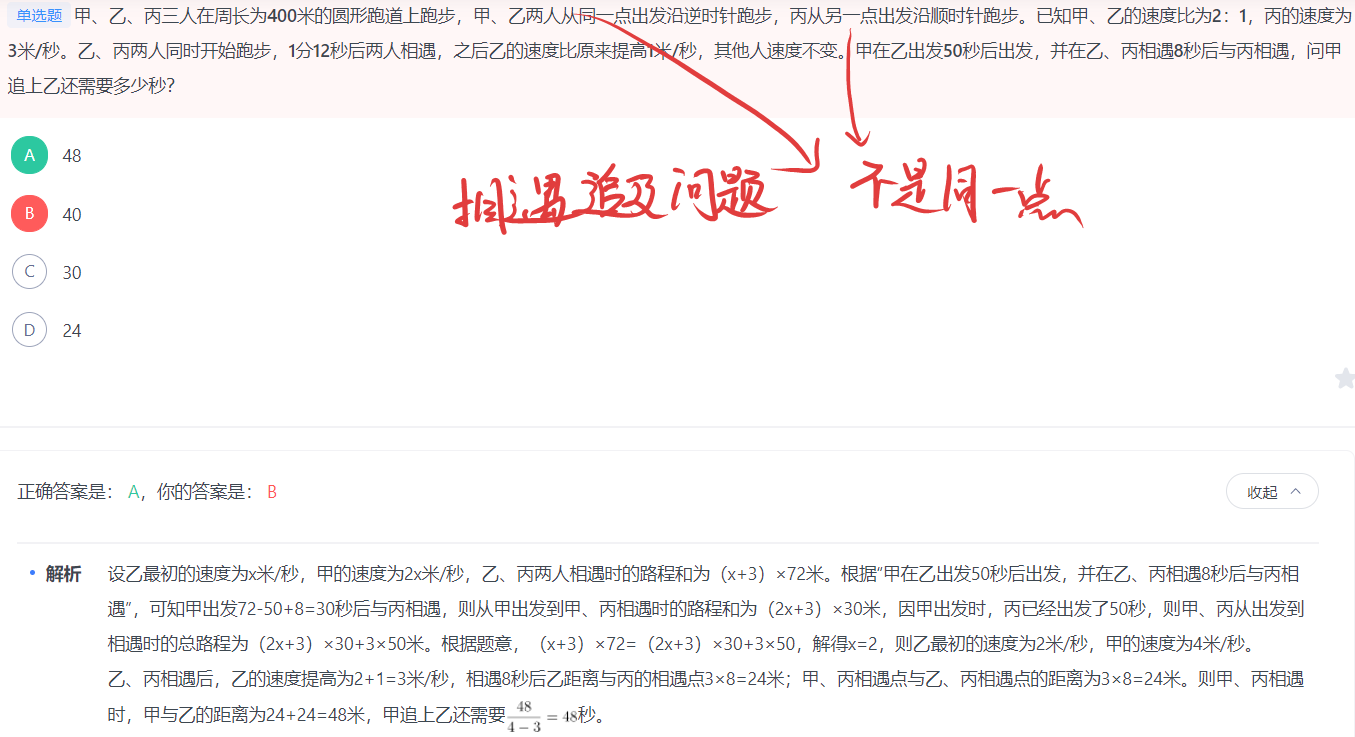 单选题 甲、乙、丙三人在周长为400米的圆形跑道上跑步，甲、乙两人从同一点出发沿逆时针跑步，丙从另一点出发沿顺时针跑步。已知甲、乙的速度比为2：1，丙的速度为
3米/秒。乙、丙两人同时开始跑步，1分12秒后两人相遇，之后乙的速度比原来提高1米/秒，其他人速度不变。甲在乙出发50秒后出发，并在乙、丙相遇8秒后与丙相遇，问甲
追上乙还需要多少秒？
A 48
相遇追及问题 不是同一点
B 40
C 30
D 24
正确答案是： A，你的答案是： B
收起
• 解析 设乙最初的速度为x米/秒，甲的速度为2x米/秒，乙、丙两人相遇时的路程和为（x+3）×72米。根据“甲在乙出发50秒后出发，并在乙、丙相遇8秒后与丙相
遇”，可知甲出发72-50+8=30秒后与丙相遇，则从甲出发到甲、丙相遇时的路程和为（2x+3）×30米，因甲出发时，丙已经出发了50秒，则甲、丙从出发到
相遇时的总路程为（2x+3）×30+3×50米。根据题意，（x+3）×72=（2x+3）×30+3×50，解得x=2，则乙最初的速度为2米/秒，甲的速度为4米/秒。
乙、丙相遇后，乙的速度提高为2+1=3米/秒，相遇8秒后乙距离与丙的相遇点3×8=24米；甲、丙相遇点与乙、丙相遇点的距离为3×8=24米。则甲、丙相遇
时，甲与乙的距离为24+24=48米，甲追上乙还需要48/(4−3)=48秒。